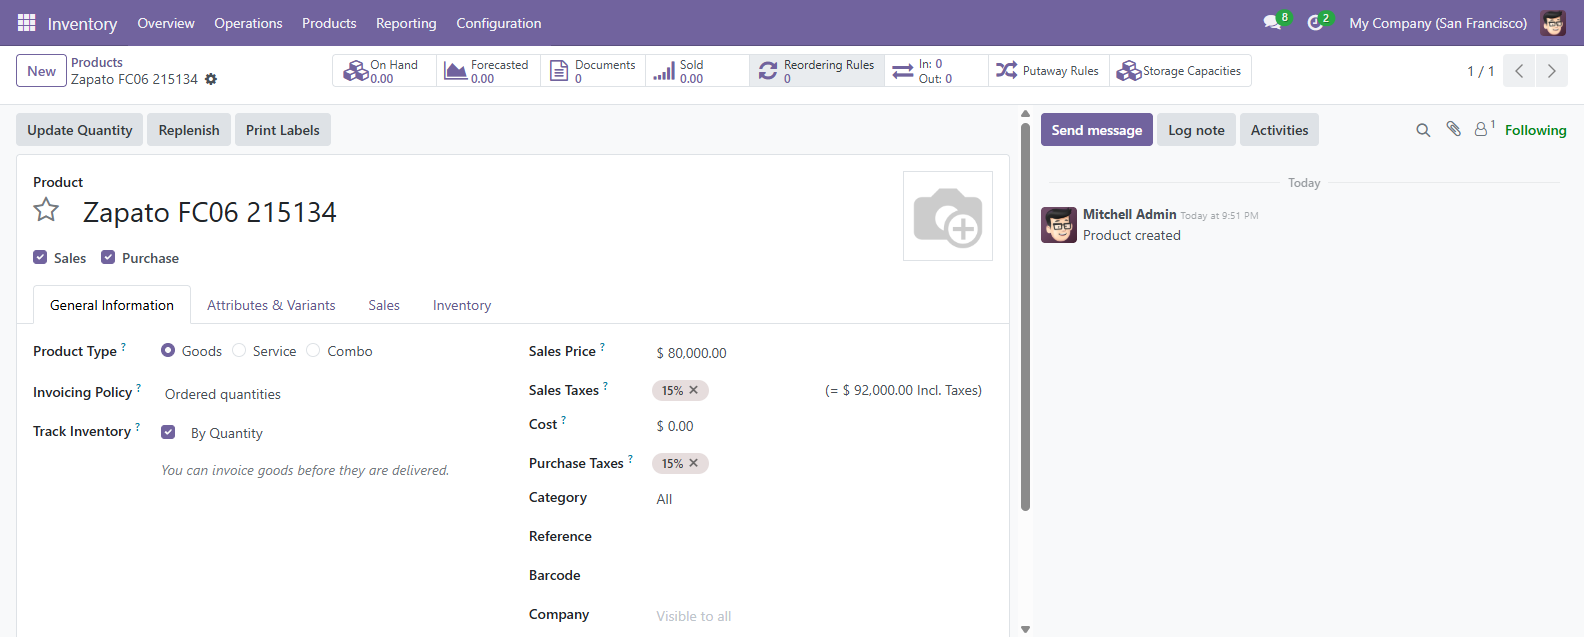 Inventory Overview Operations Products Reporting Configuration 8 2 My Company (San Francisco)
New Products
Zapato FC06 215134
On Hand
0.00
Forecasted
0.00
Documents
0
Sold
0.00
Reordering Rules
0
In: 0
Out: 0
Putaway Rules
Storage Capacities
1 / 1
Update Quantity Replenish Print Labels
Send message Log note Activities 1 Following
Product
Zapato FC06 215134
Sales Purchase
General Information Attributes & Variants Sales Inventory
Product Type ? Goods Service Combo
Invoicing Policy ? Ordered quantities
Track Inventory ? By Quantity
You can invoice goods before they are delivered.
Sales Price ? $ 80,000.00
Sales Taxes ? 15% × (= $ 92,000.00 Incl. Taxes)
Cost ? $ 0.00
Purchase Taxes ? 15% ×
Category All
Reference
Barcode
Company Visible to all
Today
Mitchell Admin Today at 9:51 PM
Product created